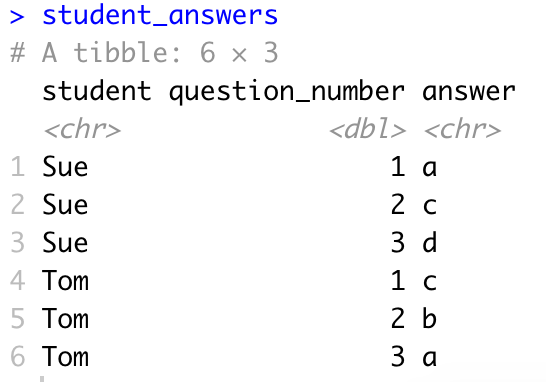 > student_answers
# A tibble: 6 × 3
student question_number answer
<chr> <dbl> <chr>
1 Sue 1 a
2 Sue 2 c
3 Sue 3 d
4 Tom 1 c
5 Tom 2 b
6 Tom 3 a